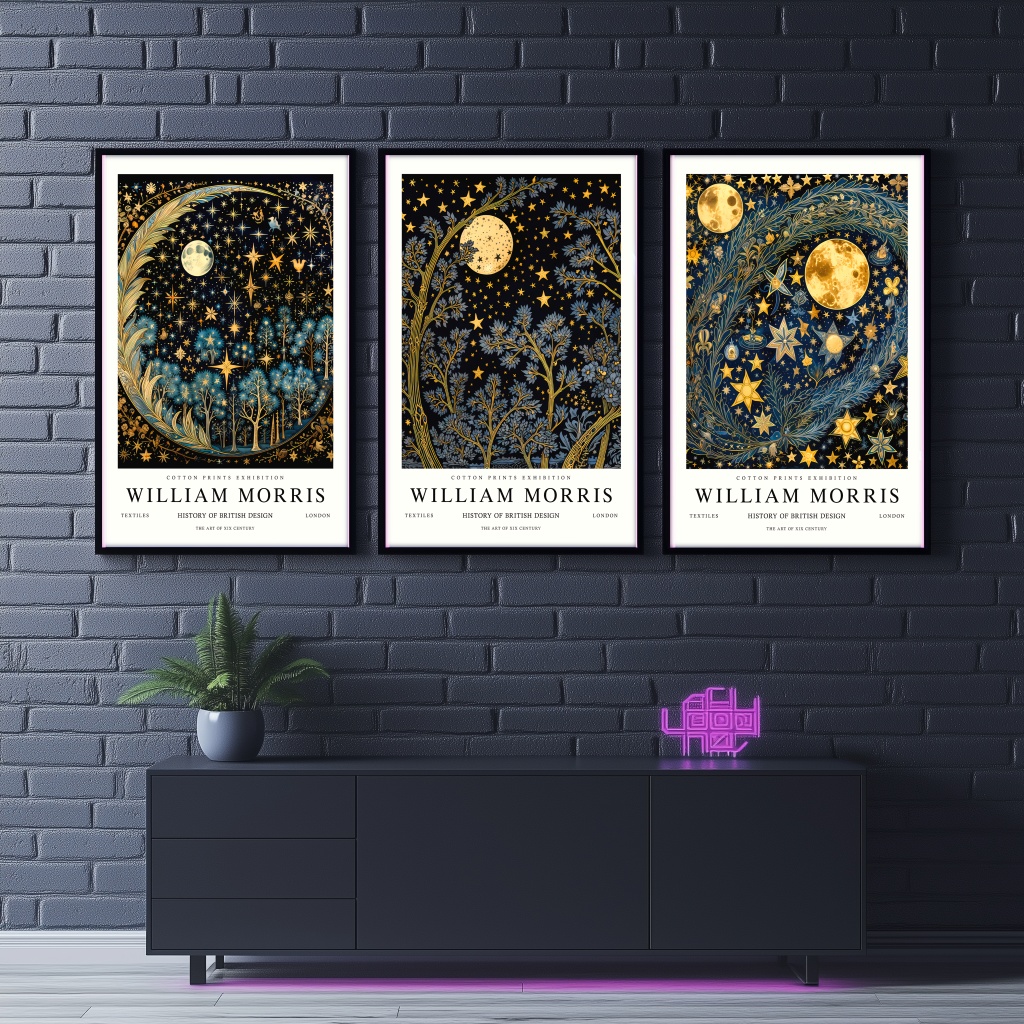 COTTON PRINTS EXHIBITION
WILLIAM MORRIS
TEXTILES HISTORY OF BRITISH DESIGN LONDON
THE ART OF XIX CENTURY
COTTON PRINTS EXHIBITION
WILLIAM MORRIS
TEXTILES HISTORY OF BRITISH DESIGN LONDON
THE ART OF XIX CENTURY
COTTON PRINTS EXHIBITION
WILLIAM MORRIS
TEXTILES HISTORY OF BRITISH DESIGN LONDON
THE ART OF XIX CENTURY